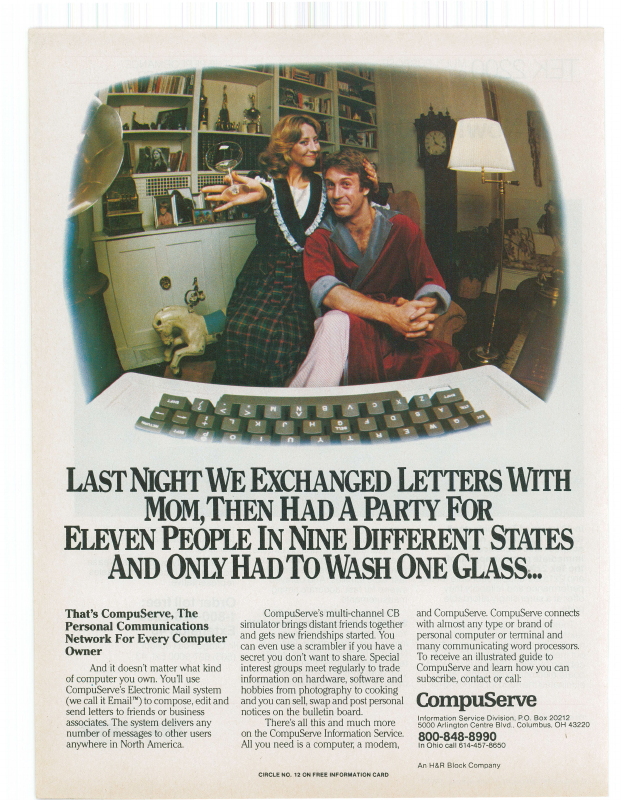 LAST NIGHT WE EXCHANGED LETTERS WITH
MOM, THEN HAD A PARTY FOR
ELEVEN PEOPLE IN NINE DIFFERENT STATES
AND ONLY HAD TO WASH ONE GLASS...
That's CompuServe, The
Personal Communications
Network For Every Computer
Owner
And it doesn't matter what kind
of computer you own. You'll use
CompuServe's Electronic Mail system
(we call it Email™) to compose, edit and
send letters to friends or business
associates. The system delivers any
number of messages to other users
anywhere in North America.
CompuServe's multi-channel CB
simulator brings distant friends together
and gets new friendships started. You
can even use a scrambler if you have a
secret you don't want to share. Special
interest groups meet regularly to trade
information on hardware, software and
hobbies from photography to cooking
and you can sell, swap and post personal
notices on the bulletin board.
There's all this and much more
on the CompuServe Information Service.
All you need is a computer, a modem,
and CompuServe. CompuServe connects
with almost any type or brand of
personal computer or terminal and
many communicating word processors.
To receive an illustrated guide to
CompuServe and learn how you can
subscribe, contact or call:
CompuServe
Information Service Division, P.O. Box 20212
5000 Arlington Centre Blvd., Columbus, OH 43220
800-848-8990
In Ohio call 614-457-8650
An H&R Block Company
CIRCLE NO. 12 ON FREE INFORMATION CARD